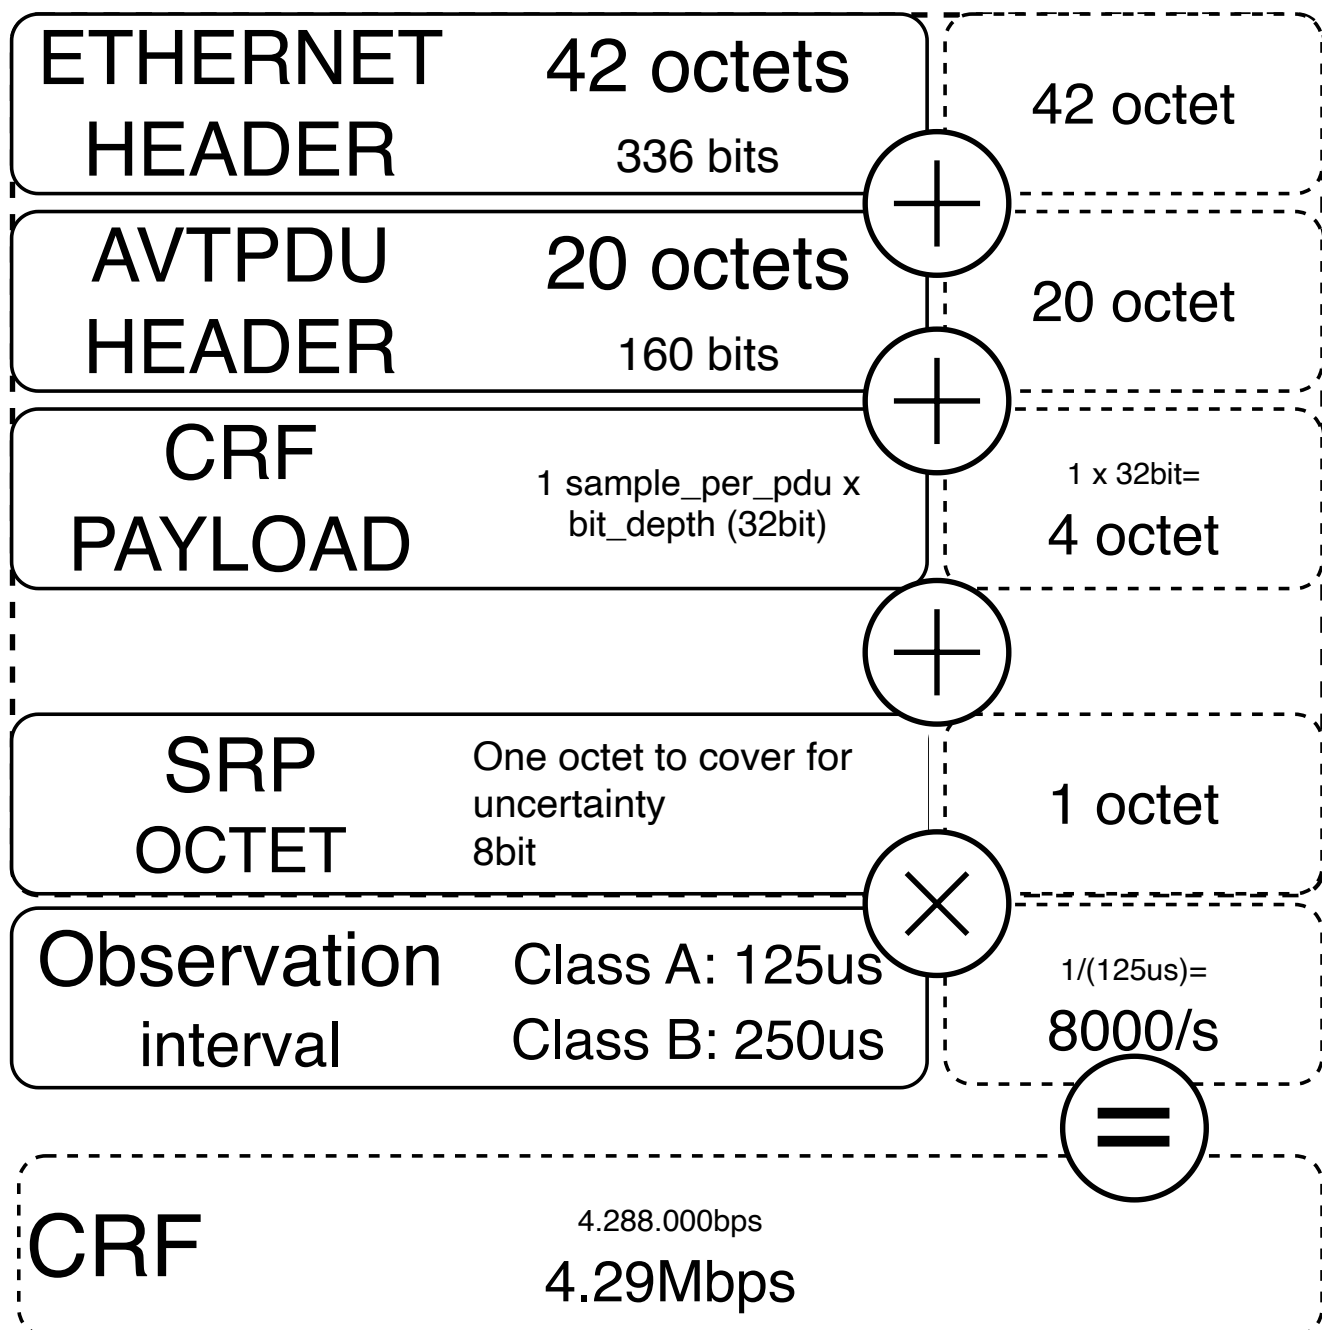 ETHERNET
HEADER
42 octets
336 bits
42 octet
AVTPDU
HEADER
20 octets
160 bits
20 octet
CRF
PAYLOAD
1 sample_per_pdu x
bit_depth (32bit)
1 x 32bit=
4 octet
SRP
OCTET
One octet to cover for
uncertainty
8bit
1 octet
Observation
interval
Class A: 125us
Class B: 250us
1/(125us)=
8000/s
=
CRF
4.288.000bps
4.29Mbps